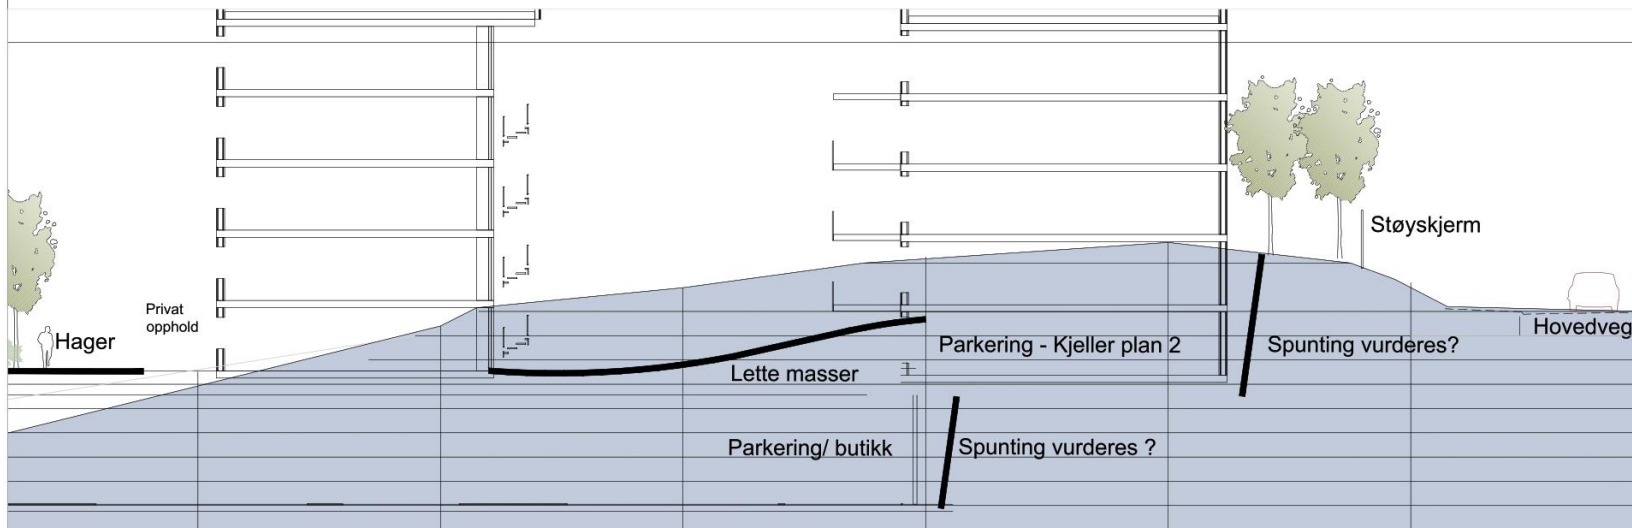 Støyskjerm
Privat
opphold
Hager
Hovedveg
Parkering - Kjeller plan 2
Spunting vurderes?
Lette masser
Parkering/ butikk
Spunting vurderes ?